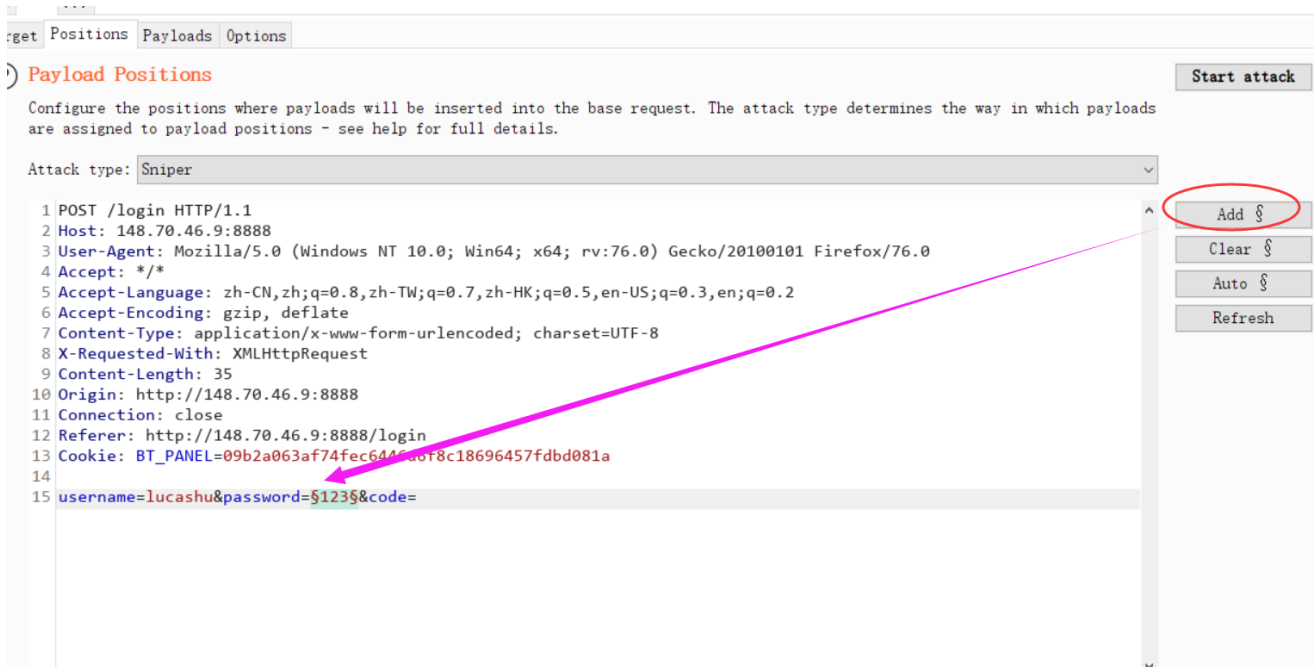 Positions Payloads Options
Payload Positions
Start attack
Configure the positions where payloads will be inserted into the base request. The attack type determines the way in which payloads
are assigned to payload positions - see help for full details.
Attack type: Sniper
1 POST /login HTTP/1.1
2 Host: 148.70.46.9:8888
3 User-Agent: Mozilla/5.0 (Windows NT 10.0; Win64; x64; rv:76.0) Gecko/20100101 Firefox/76.0
4 Accept: */*
5 Accept-Language: zh-CN,zh;q=0.8,zh-TW;q=0.7,zh-HK;q=0.5,en-US;q=0.3,en;q=0.2
6 Accept-Encoding: gzip, deflate
7 Content-Type: application/x-www-form-urlencoded; charset=UTF-8
8 X-Requested-With: XMLHttpRequest
9 Content-Length: 35
10 Origin: http://148.70.46.9:8888
11 Connection: close
12 Referer: http://148.70.46.9:8888/login
13 Cookie:
14
15 username=lucashu&password=§123§&code=
Add §
Clear §
Auto §
Refresh